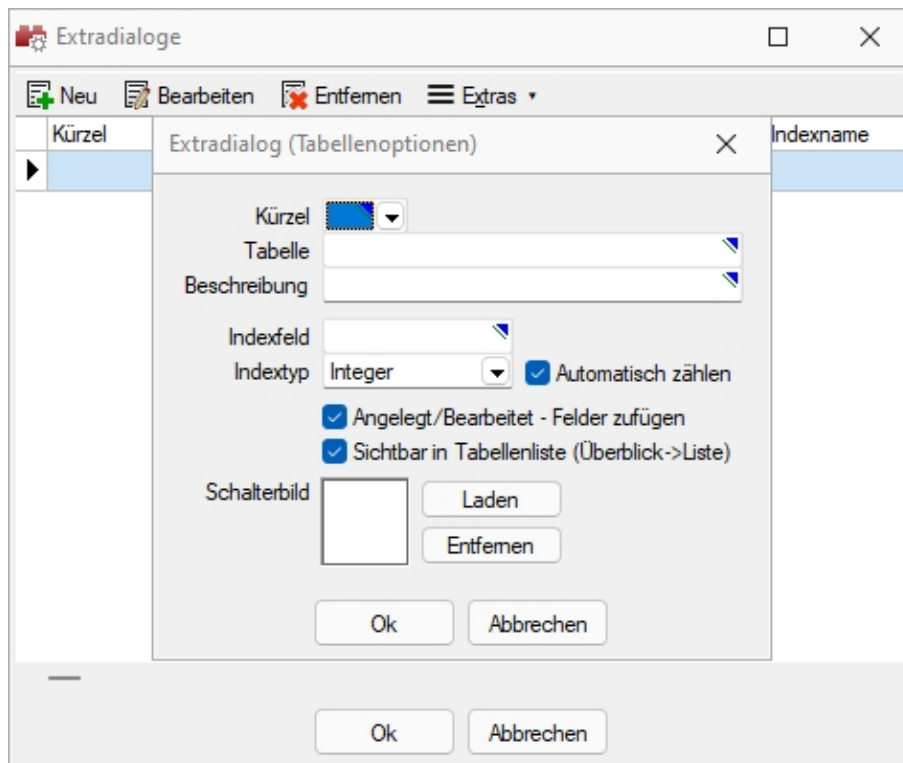 Extradialoge
Neu Bearbeiten Entfernen Extras
Kürzel Indexname
Extradialog (Tabellenoptionen)
Kürzel
Tabelle
Beschreibung
Indexfeld
Indextyp Integer Automatisch zählen
Angelegt/Bearbeitet - Felder zufügen
Sichtbar in Tabellenliste (Überblick->Liste)
Schalterbild Laden
Entfernen
Ok Abbrechen
Ok Abbrechen